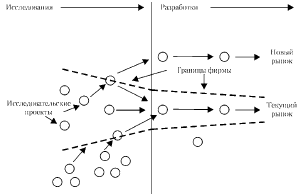 Исследования
Разработка
Новый
рынок
Границы фирмы
Исследовательские
проекты
Текущий
рынок